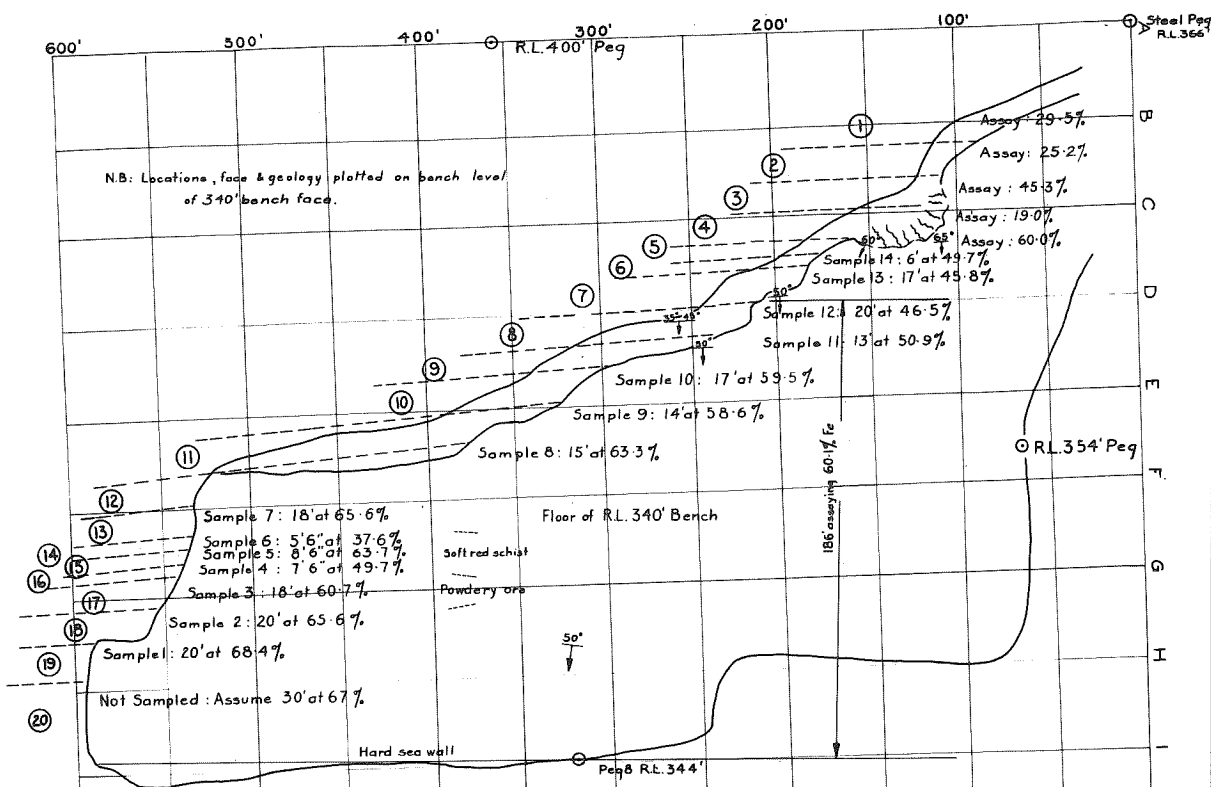 600'
500'
400'
300'
200'
100'
Steel Peg
R.L.366'
A
R.L.400' Peg
B
C
D
E
F
G
H
I
1
2
3
4
5
6
7
8
9
10
11
12
13
14
15
16
17
18
19
20
N.B: Locations, face & geology plotted on bench level
of 340' bench face.
Assay: 29.5%
Assay: 25.2%
Assay: 45.3%
Assay: 19.0%
Assay: 60.0%
60°
65°
Sample 14: 6' at 49.7%
Sample 13: 17' at 45.8%
50°
Sample 12: 20' at 46.5%
Sample 11: 13' at 50.9%
35°-45°
50°
Sample 10: 17' at 59.5%
Sample 9: 14' at 58.6%
Sample 8: 15' at 63.3%
186' assaying 60.1% Fe
R.L.354' Peg
Sample 7: 18' at 65.6%
Floor of R.L. 340' Bench
Sample 6: 5'6" at 37.6%
Sample 5: 8'6" at 63.7%
Soft red schist
Sample 4: 7'6" at 49.7%
Sample 3: 18' at 60.7%
Powdery ore
Sample 2: 20' at 65.6%
50°
Sample 1: 20' at 68.4%
Not Sampled: Assume 30' at 67%
Hard sea wall
Peg8 R.L.344'